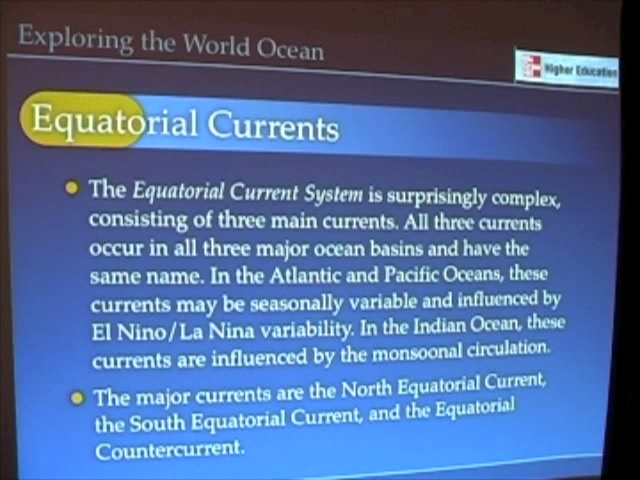 Exploring the World Ocean
Higher Education
Equatorial Currents
The Equatorial Current System is surprisingly complex,
consisting of three main currents. All three currents
occur in all three major ocean basins and have the
same name. In the Atlantic and Pacific Oceans, these
currents may be seasonally variable and influenced by
El Nino/La Nina variability. In the Indian Ocean, these
currents are influenced by the monsoonal circulation.
The major currents are the North Equatorial Current,
the South Equatorial Current, and the Equatorial
Countercurrent.